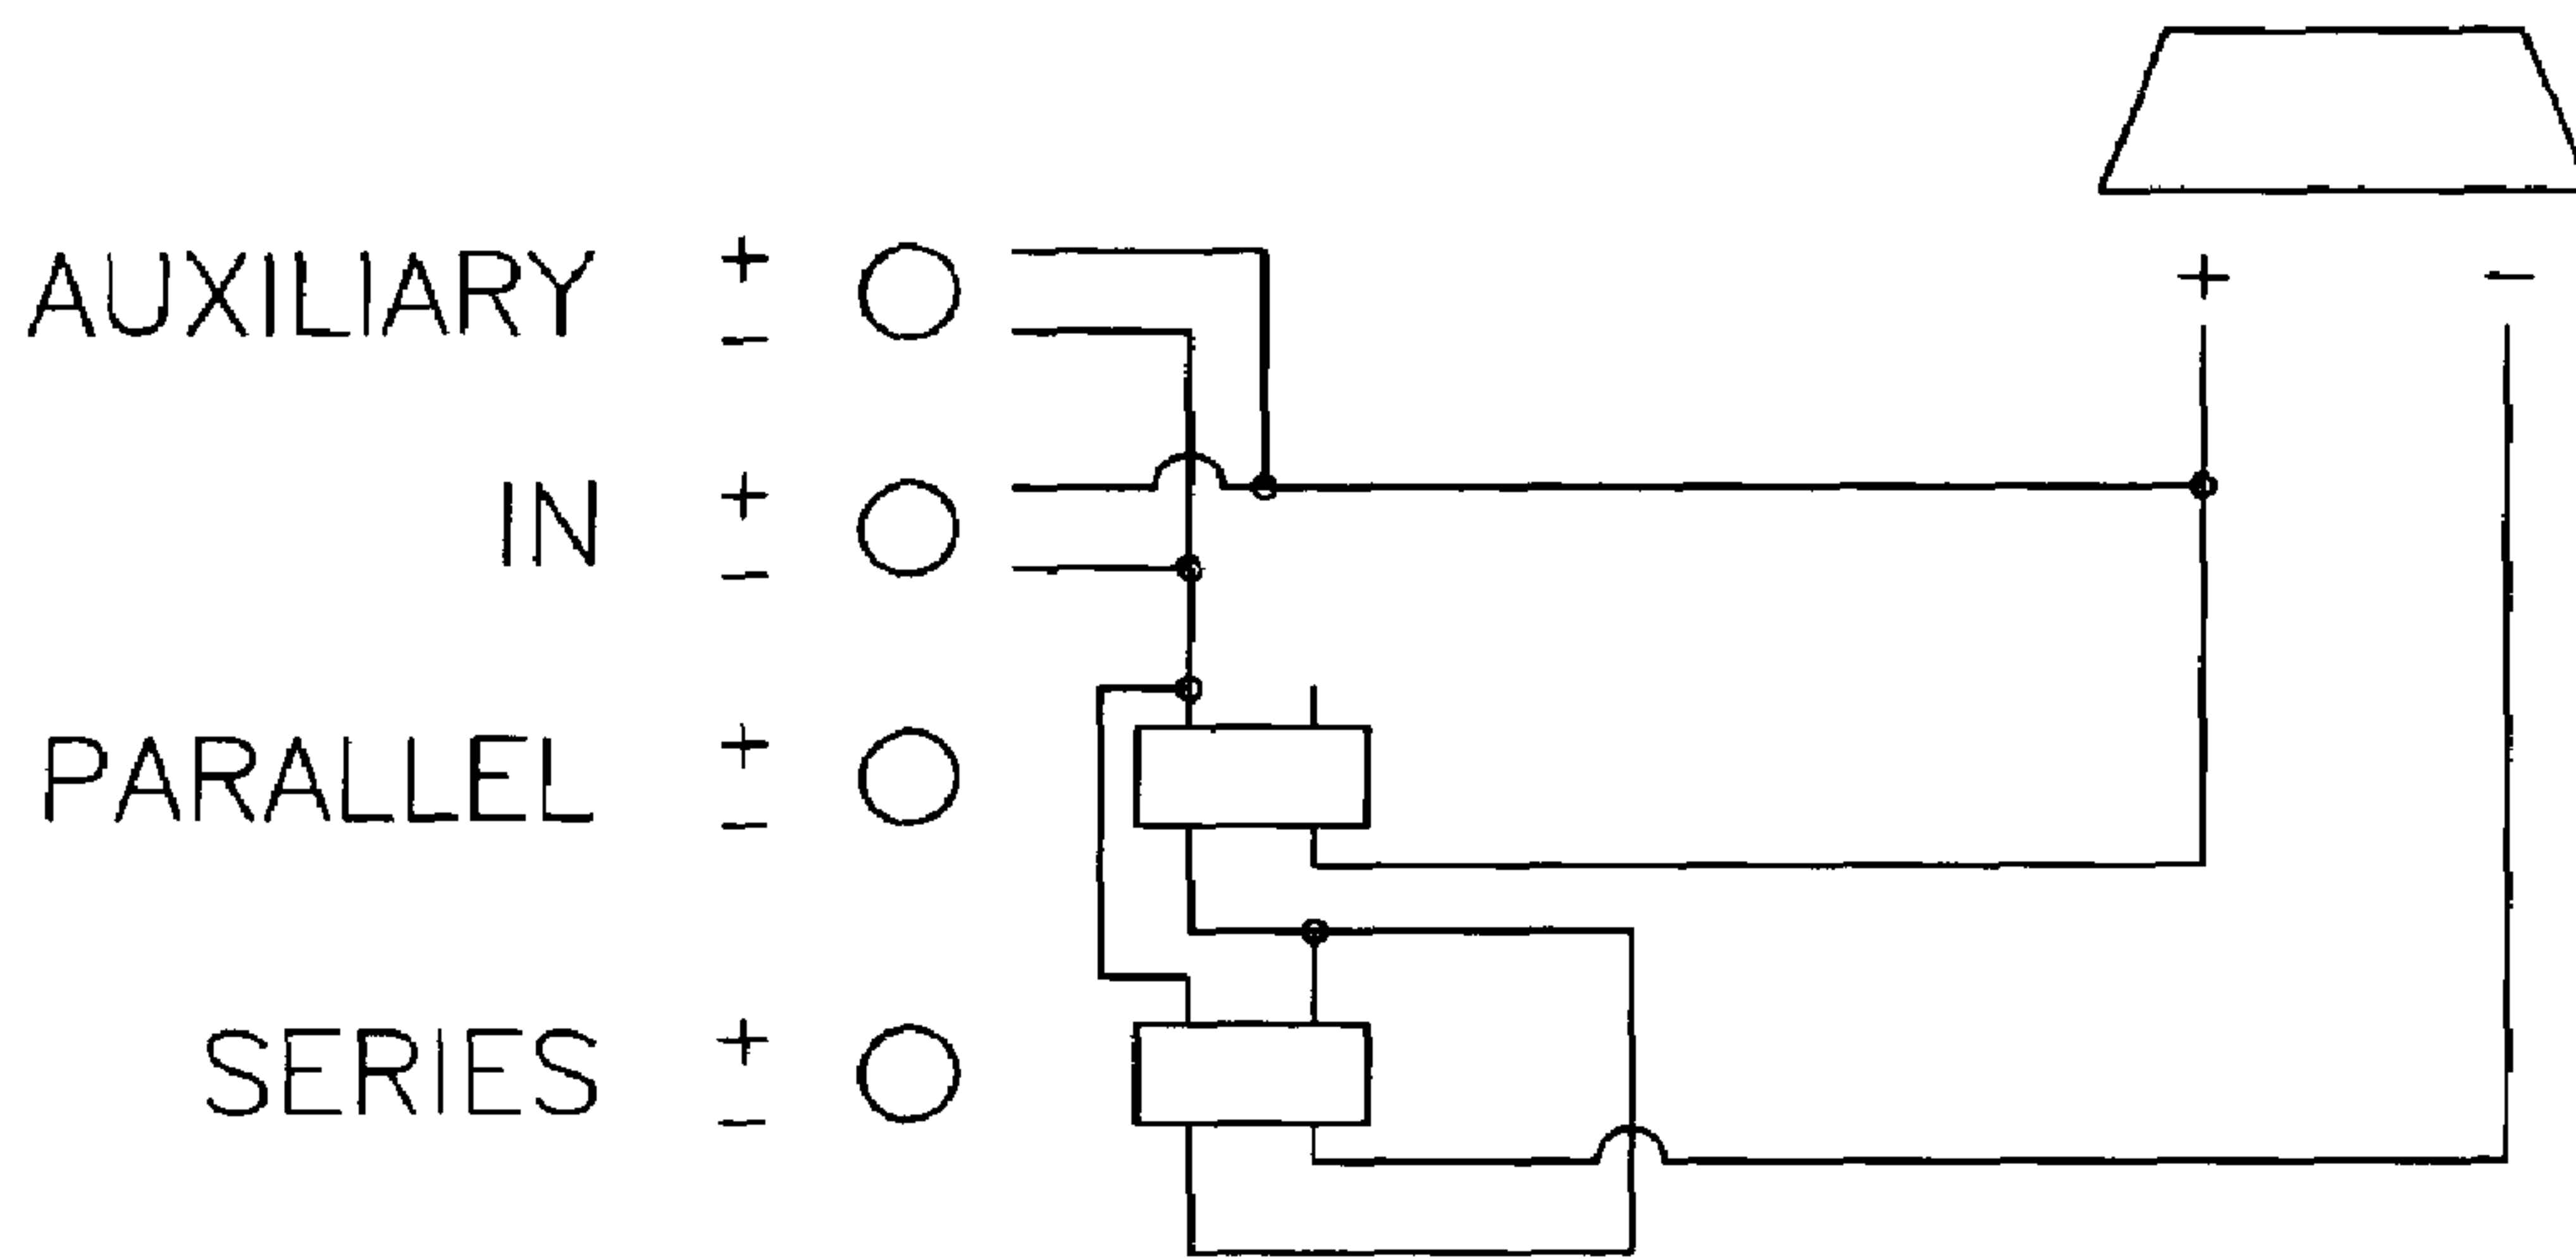 AUXILIARY + -
+ -
IN + -
PARALLEL + -
SERIES + -